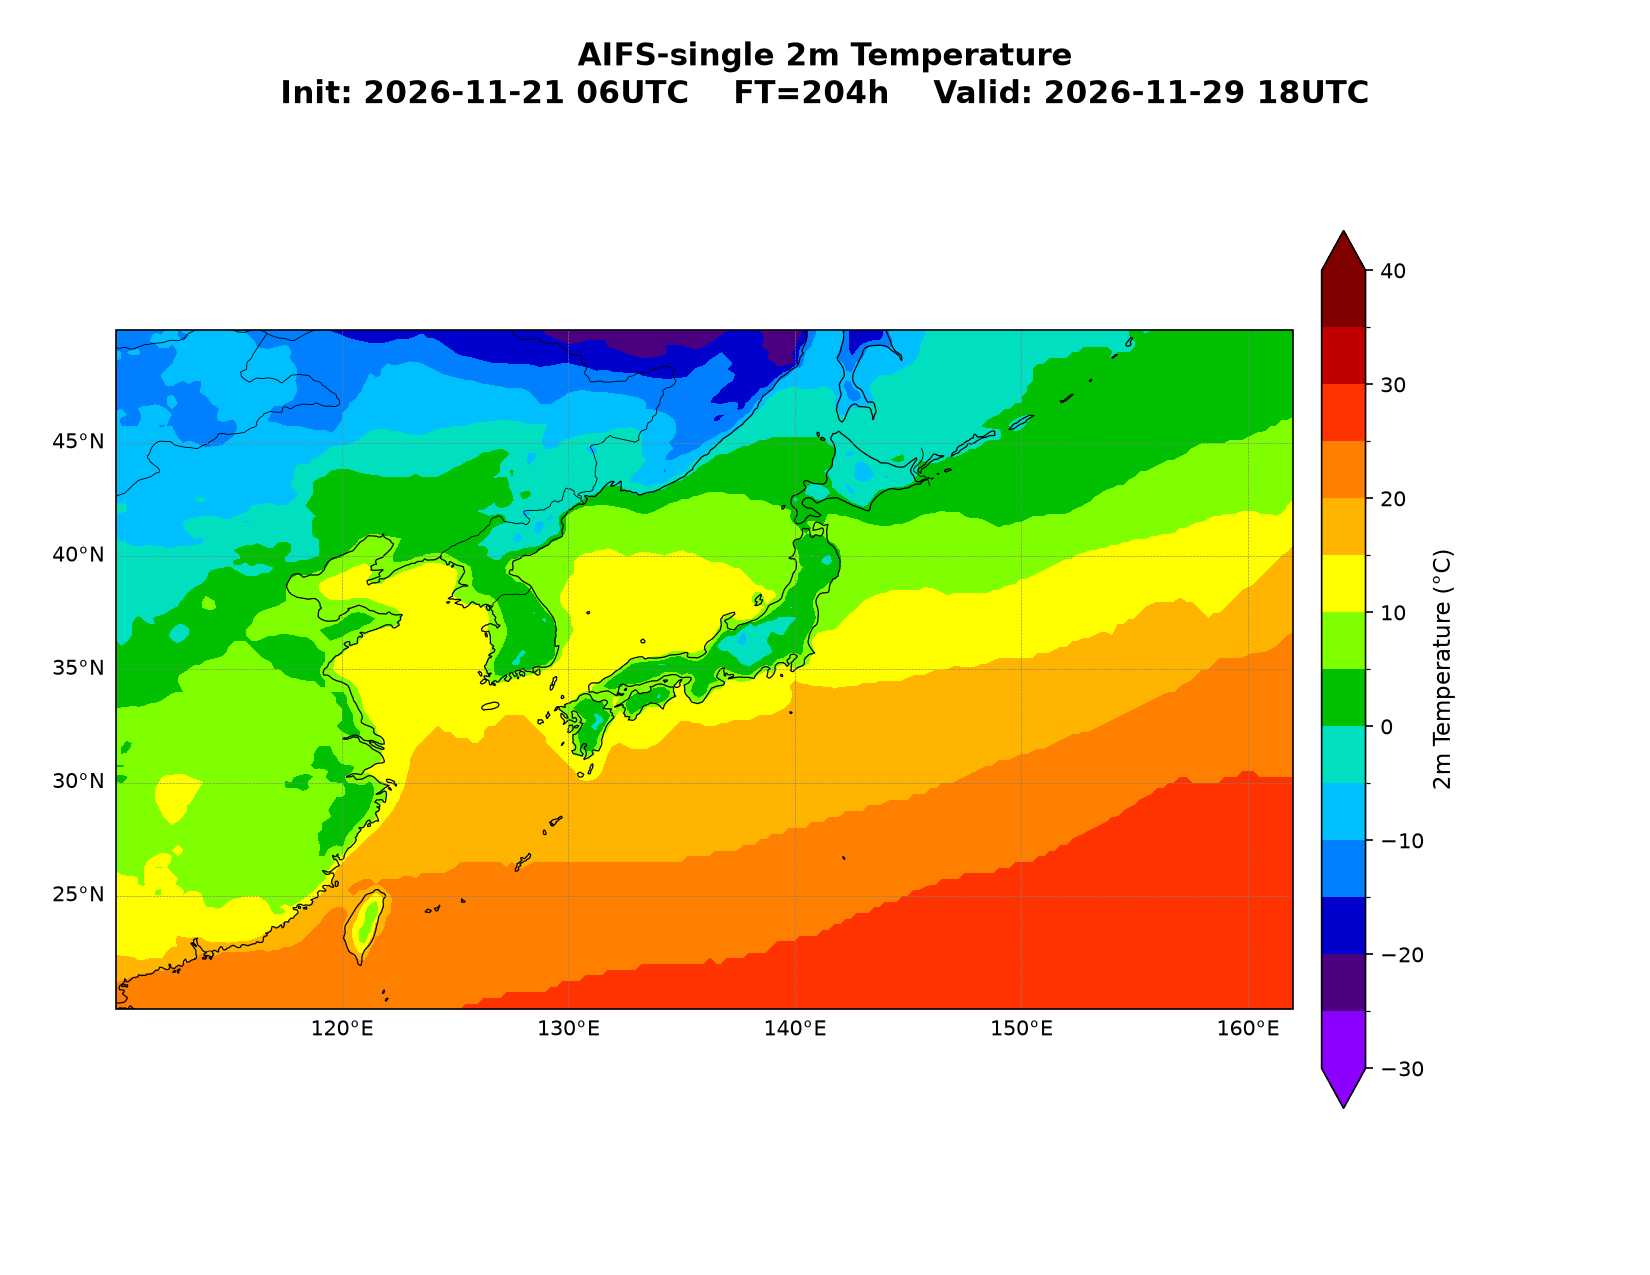 AIFS-single 2m Temperature
Init: 2026-11-21 06UTC    FT=204h    Valid: 2026-11-29 18UTC
45°N
40°N
35°N
30°N
25°N
120°E
130°E
140°E
150°E
160°E
40
30
20
10
0
−10
−20
−30
2m Temperature (°C)